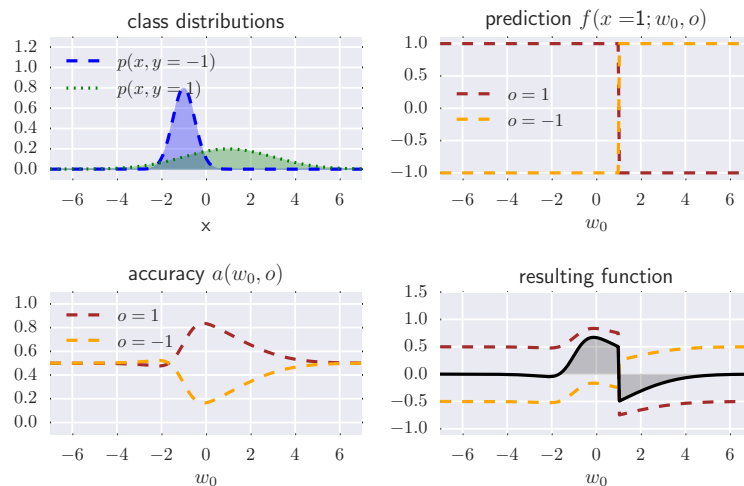 class distributions
1.2
1.0
0.8
0.6
0.4
0.2
0.0
p(x, y = −1)
p(x, y = 1)
−6 −4 −2 0 2 4 6
x
prediction f(x =1; w₀, o)
1.0
0.5
0.0
−0.5
−1.0
o = 1
o = −1
−6 −4 −2 0 2 4 6
w₀
accuracy a(w₀, o)
1.0
0.8
0.6
0.4
0.2
0.0
o = 1
o = −1
−6 −4 −2 0 2 4 6
w₀
resulting function
1.5
1.0
0.5
0.0
−0.5
−1.0
−6 −4 −2 0 2 4 6
w₀